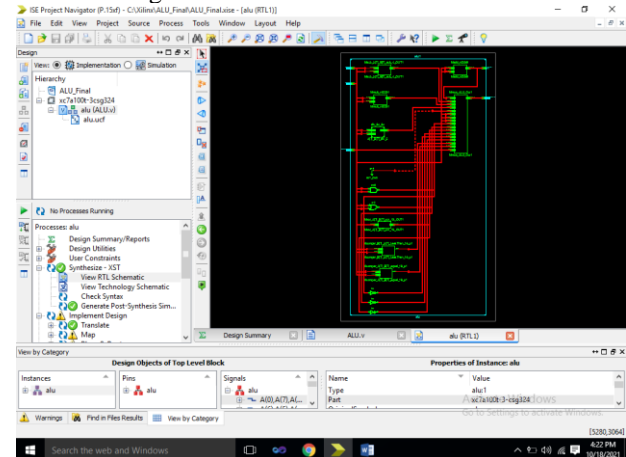 ISE Project Navigator (P.15xf) - C:\Xilinx\ALU_Final\ALU_Final.xise - [alu (RTL1)]
File Edit View Project Source Process Tools Window Layout Help
Design
View: Implementation Simulation
Hierarchy
ALU_Final
xc7a100t-3csg324
alu (ALU.v)
alu.ucf
No Processes Running
Processes: alu
Design Summary/Reports
Design Utilities
User Constraints
Synthesize - XST
View RTL Schematic
View Technology Schematic
Check Syntax
Generate Post-Synthesis Sim...
Implement Design
Translate
Map
Design Summary ALU.v alu (RTL1)
View by Category
Design Objects of Top Level Block Properties of Instance: alu
Instances Pins Signals Name Value
alu alu alu Type alu:1
A(0),A(7),A(... Part xc7a100t-3-csg324
Go to Settings to activate Windows.
Warnings Find in Files Results View by Category
[5280,3064]
Search the web and Windows
4:22 PM
10/18/2021